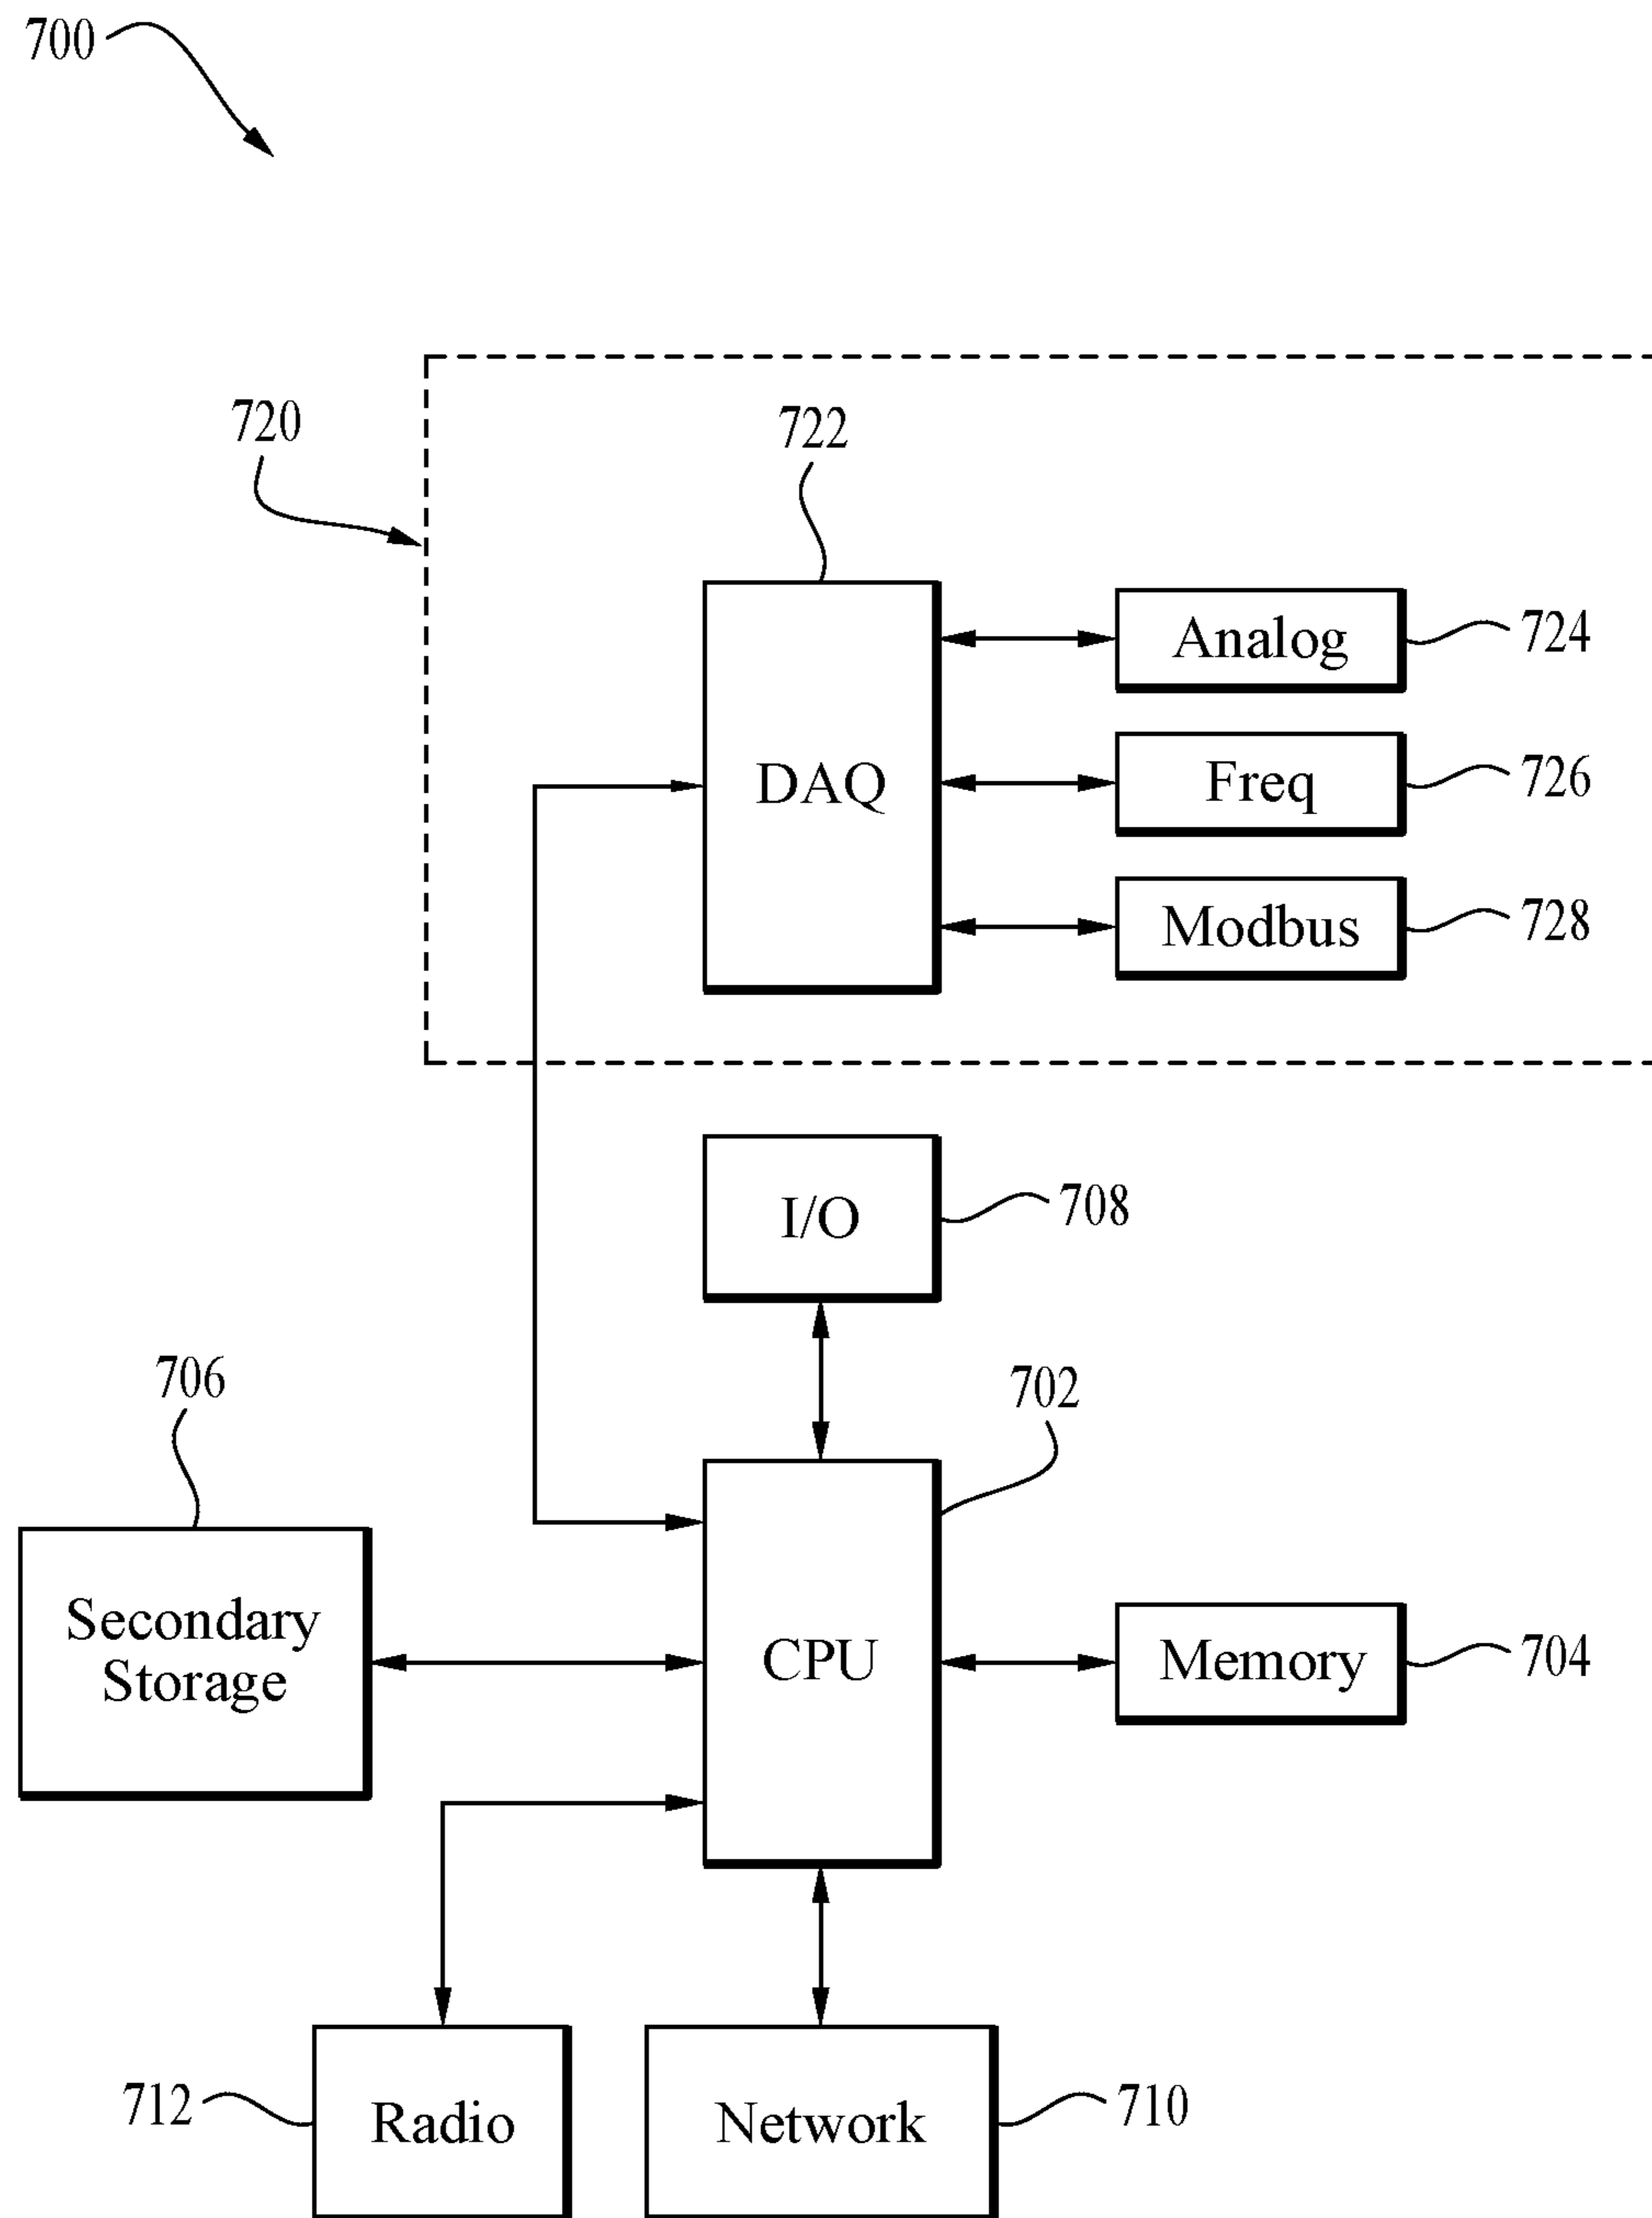 700
720
722
Analog
724
DAQ
Freq
726
Modbus
728
I/O
708
706
702
Secondary
Storage
CPU
Memory
704
712
Radio
Network
710